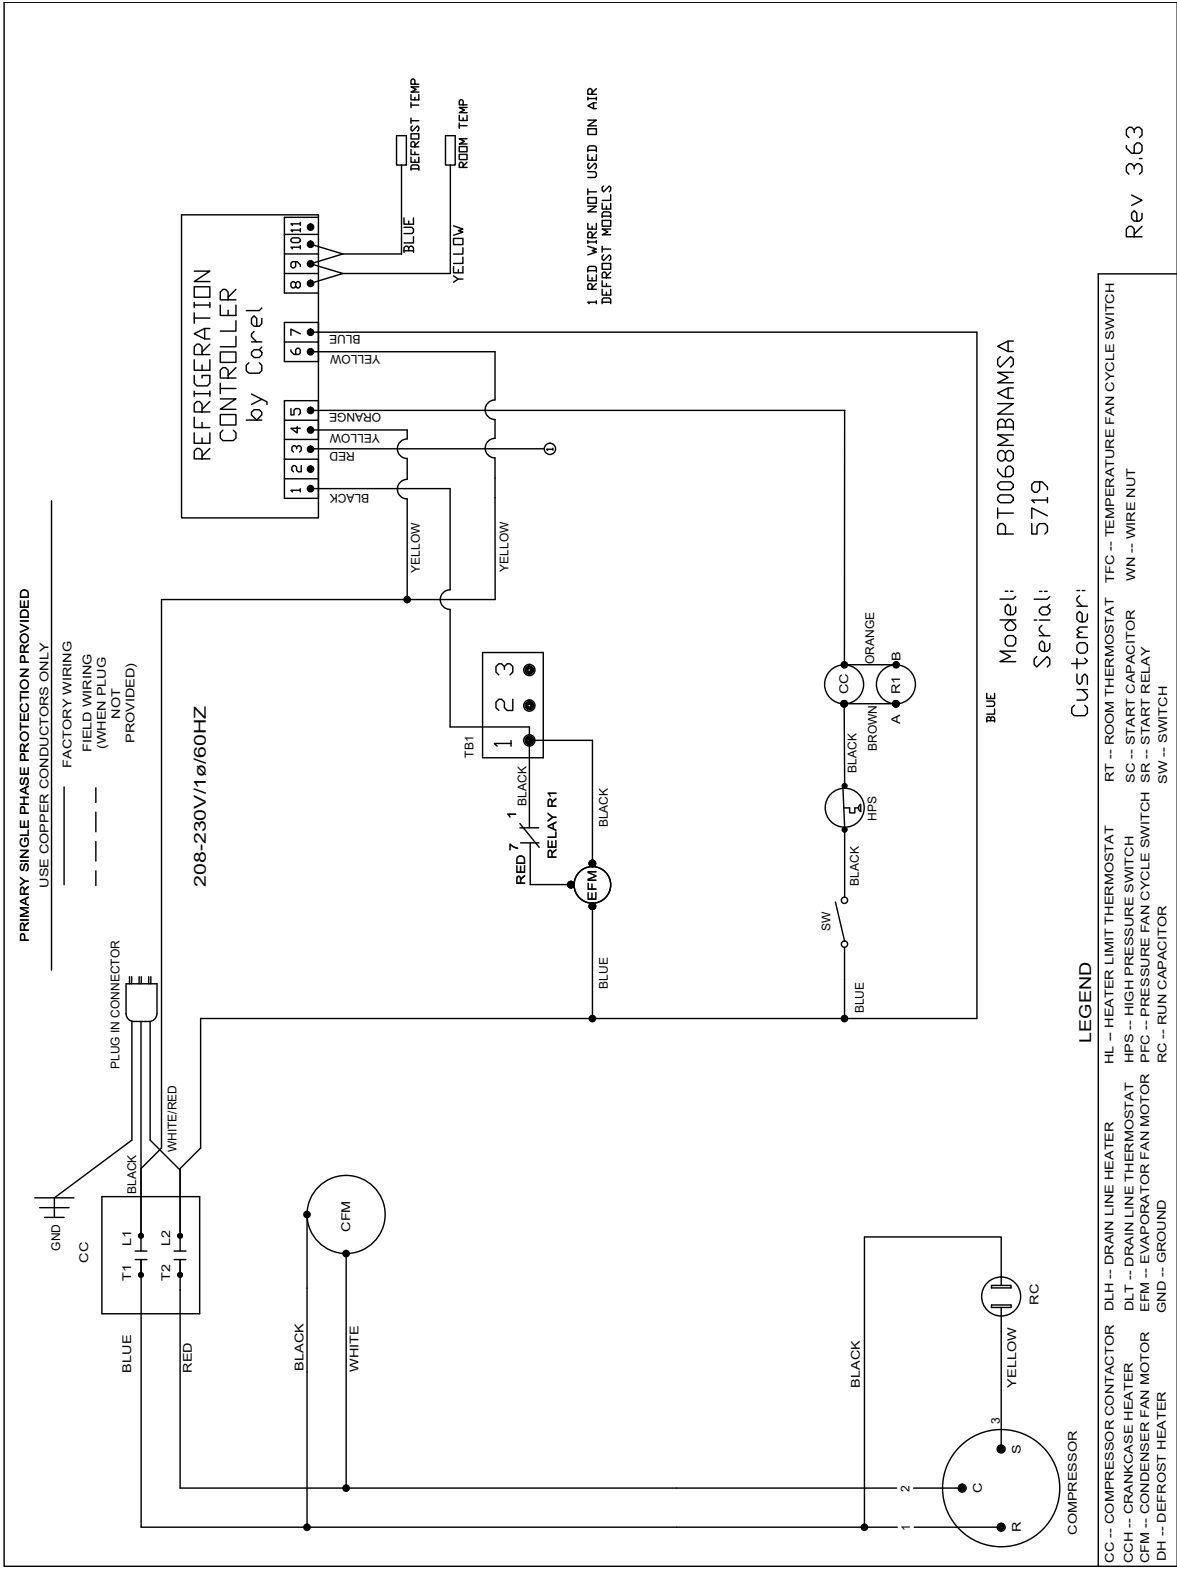 PRIMARY SINGLE PHASE PROTECTION PROVIDED
USE COPPER CONDUCTORS ONLY
FACTORY WIRING
FIELD WIRING
(WHEN PLUG
NOT
PROVIDED)
208-230V/1ø/60HZ
GND
PLUG IN CONNECTOR
CC
BLACK
WHITE/RED
T1
L1
T2
L2
BLUE
RED
CFM
BLACK
WHITE
REFRIGERATION
CONTROLLER
by Carel
1
2
3
4
5
6
7
8
9
10
11
BLACK
RED
YELLOW
ORANGE
YELLOW
BLUE
YELLOW
BLUE
DEFROST TEMP
ROOM TEMP
1
YELLOW
YELLOW
1 RED WIRE NOT USED ON AIR
DEFROST MODELS
TB1
1
2
3
RED 7
1
BLACK
RELAY R1
EFM
BLACK
BLUE
BLUE
SW
BLACK
HPS
BLACK
BROWN
CC
ORANGE
A
R1
B
BLUE
BLACK
RC
YELLOW
1
2
3
R
C
S
COMPRESSOR
Model: PT0068MBNAMSA
Serial: 5719
Customer:
Rev 3.63
LEGEND
CC -- COMPRESSOR CONTACTOR
CCH -- CRANKCASE HEATER
CFM -- CONDENSER FAN MOTOR
DH -- DEFROST HEATER
DLH -- DRAIN LINE HEATER
DLT -- DRAIN LINE THERMOSTAT
EFM -- EVAPORATOR FAN MOTOR
GND -- GROUND
HL – HEATER LIMIT THERMOSTAT
HPS -- HIGH PRESSURE SWITCH
PFC -- PRESSURE FAN CYCLE SWITCH
RC -- RUN CAPACITOR
RT -- ROOM THERMOSTAT
SC -- START CAPACITOR
SR -- START RELAY
SW -- SWITCH
TFC -- TEMPERATURE FAN CYCLE SWITCH
WN -- WIRE NUT